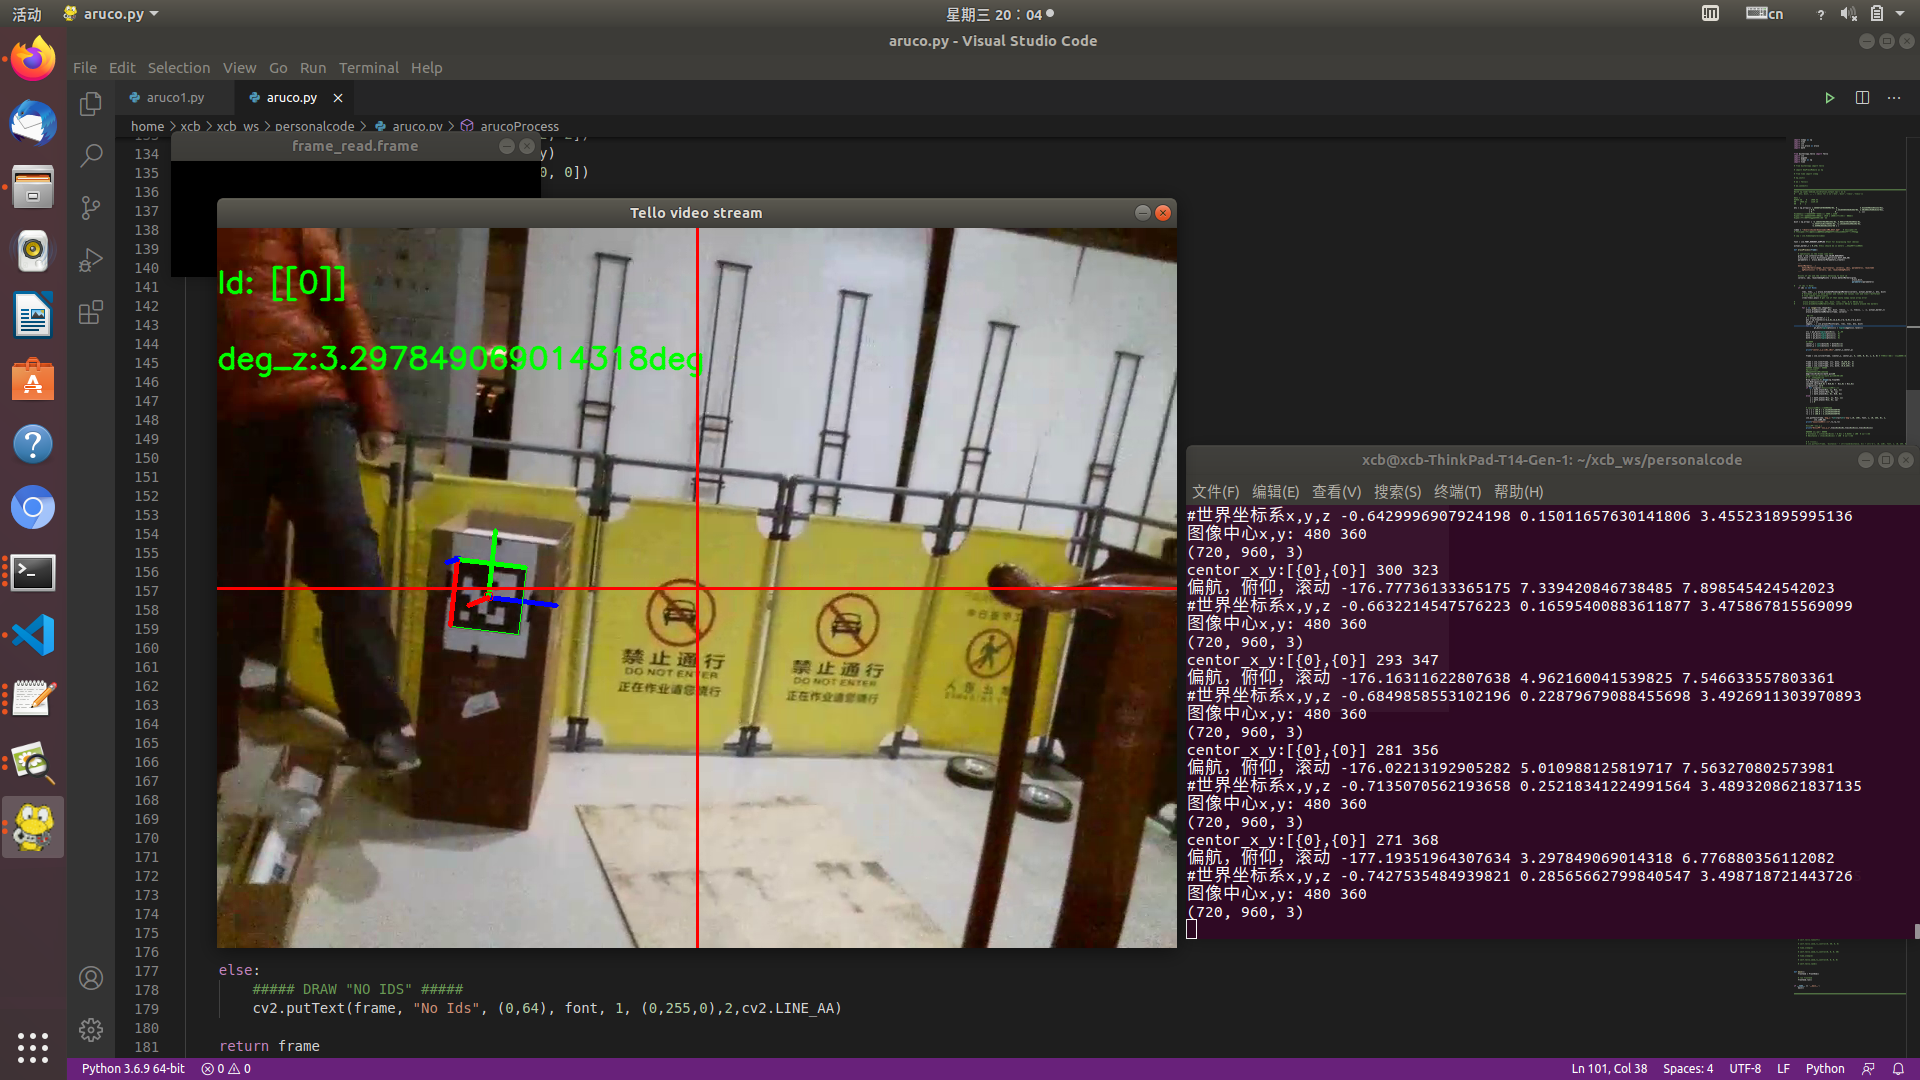 活动
aruco.py
星期三 20：04
cn
aruco.py - Visual Studio Code
File Edit Selection View Go Run Terminal Help
aruco1.py
aruco.py
home > xcb > xcb_ws > personalcode > aruco.py > arucoProcess
frame_read.frame
134
y)
135
0, 0])
136
137
138
139
140
141
142
143
144
145
146
147
148
149
150
151
152
153
154
155
156
157
158
159
160
161
162
163
164
165
166
167
168
169
170
171
172
173
174
175
176
177 else:
178 ##### DRAW "NO IDS" #####
179 cv2.putText(frame, "No Ids", (0,64), font, 1, (0,255,0),2,cv2.LINE_AA)
180
181 return frame
Tello video stream
Id: [[0]]
deg_z:3.297849069014318deg
禁止通行
DO NOT ENTER
正在作业请您绕行
禁止通行
DO NOT ENTER
正在作业请您绕行
xcb@xcb-ThinkPad-T14-Gen-1: ~/xcb_ws/personalcode
文件(F) 编辑(E) 查看(V) 搜索(S) 终端(T) 帮助(H)
#世界坐标系x,y,z -0.6429996907924198 0.15011657630141806 3.455231895995136
图像中心x,y: 480 360
(720, 960, 3)
centor_x_y:[{0},{0}] 300 323
偏航，俯仰，滚动 -176.77736133365175 7.339420846738485 7.898545424542023
#世界坐标系x,y,z -0.6632214547576223 0.16595400883611877 3.475867815569099
图像中心x,y: 480 360
(720, 960, 3)
centor_x_y:[{0},{0}] 293 347
偏航，俯仰，滚动 -176.16311622807638 4.962160041539825 7.546633557803361
#世界坐标系x,y,z -0.6849858553102196 0.22879679088455698 3.4926911303970893
图像中心x,y: 480 360
(720, 960, 3)
centor_x_y:[{0},{0}] 281 356
偏航，俯仰，滚动 -176.02213192905282 5.010988125819717 7.563270802573981
#世界坐标系x,y,z -0.7135070562193658 0.25218341224991564 3.4893208621837135
图像中心x,y: 480 360
(720, 960, 3)
centor_x_y:[{0},{0}] 271 368
偏航，俯仰，滚动 -177.19351964307634 3.297849069014318 6.776880356112082
#世界坐标系x,y,z -0.7427535484939821 0.28565662799840547 3.498718721443726
图像中心x,y: 480 360
(720, 960, 3)
Python 3.6.9 64-bit
0
0
Ln 101, Col 38
Spaces: 4
UTF-8
LF
Python